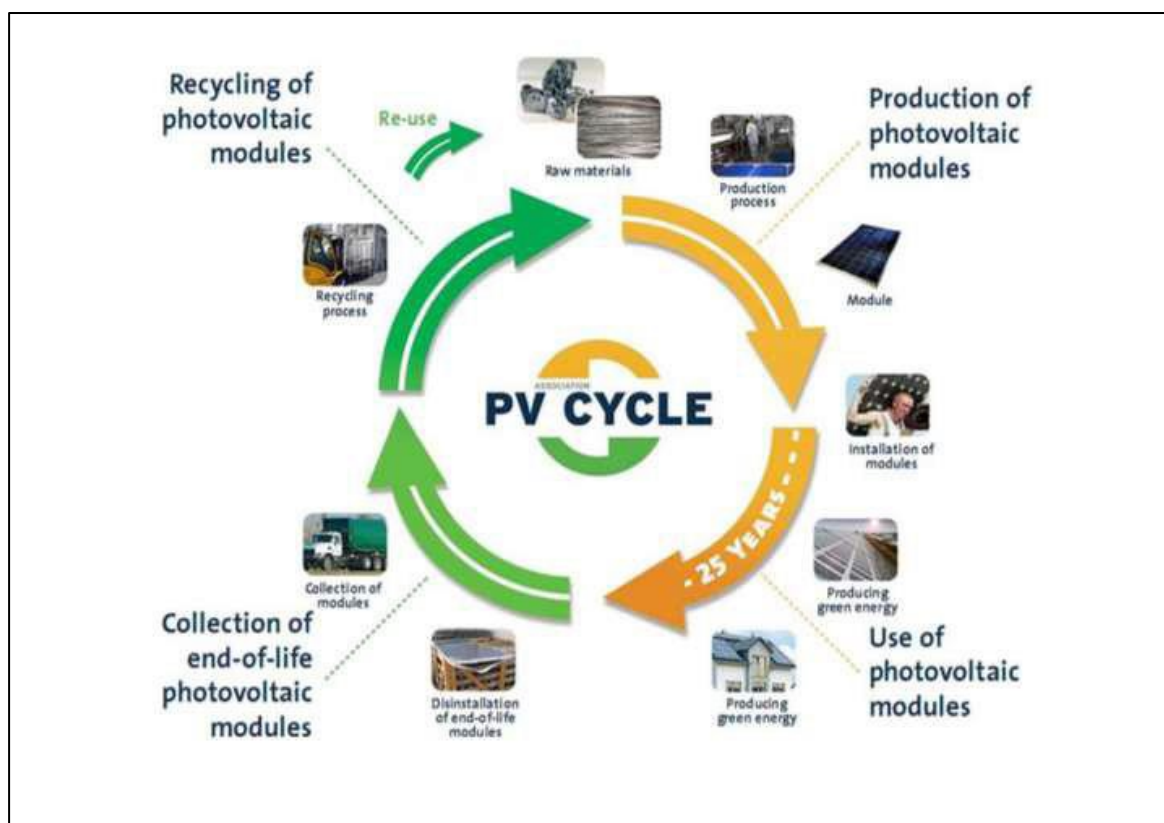 Recycling of
photovoltaic
modules
Re-use
Raw materials
Production
process
Production of
photovoltaic
modules
Module
Recycling
process
ASSOCIATION
PV CYCLE
Installation of
modules
- 25 YEARS - - -
Producing
green energy
Use of
photovoltaic
modules
Producing
green energy
Disinstallation
of end-of-life
modules
Collection of
modules
Collection of
end-of-life
photovoltaic
modules